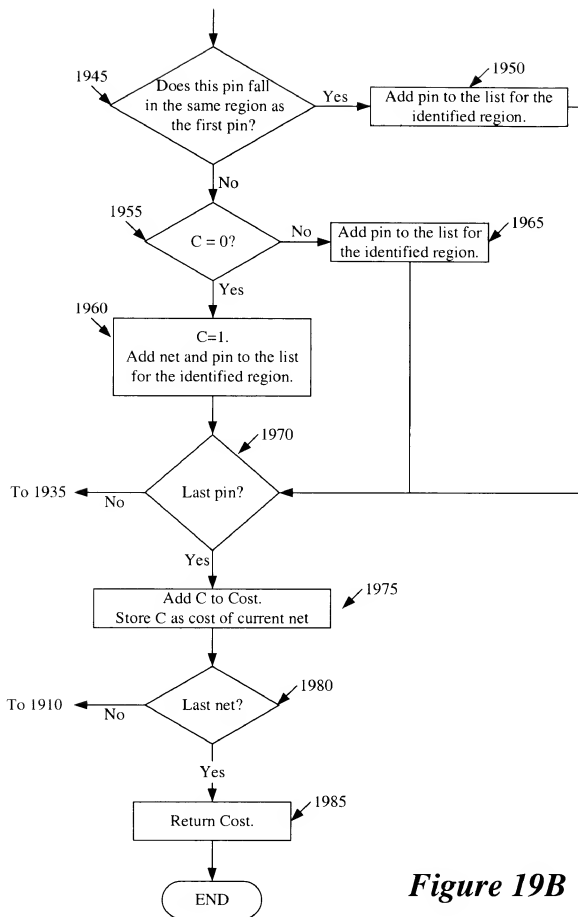 1945
Does this pin fall
in the same region as
the first pin?
Yes
1950
Add pin to the list for the
identified region.
No
1955
C = 0?
No
1965
Add pin to the list for
the identified region.
Yes
1960
C=1.
Add net and pin to the list
for the identified region.
1970
Last pin?
To 1935
No
Yes
Add C to Cost.
Store C as cost of current net
1975
1980
Last net?
To 1910
No
Yes
1985
Return Cost.
END
Figure 19B